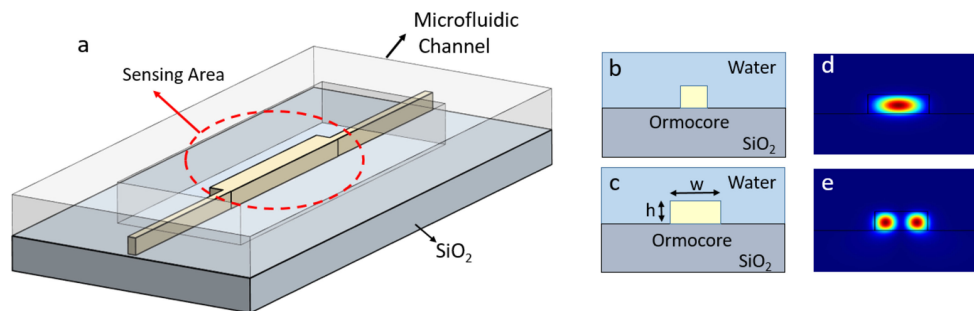 a
Microfluidic
Channel
Sensing Area
SiO₂
b
Water
Ormocore
SiO₂
c
Water
w
h
Ormocore
SiO₂
d
e